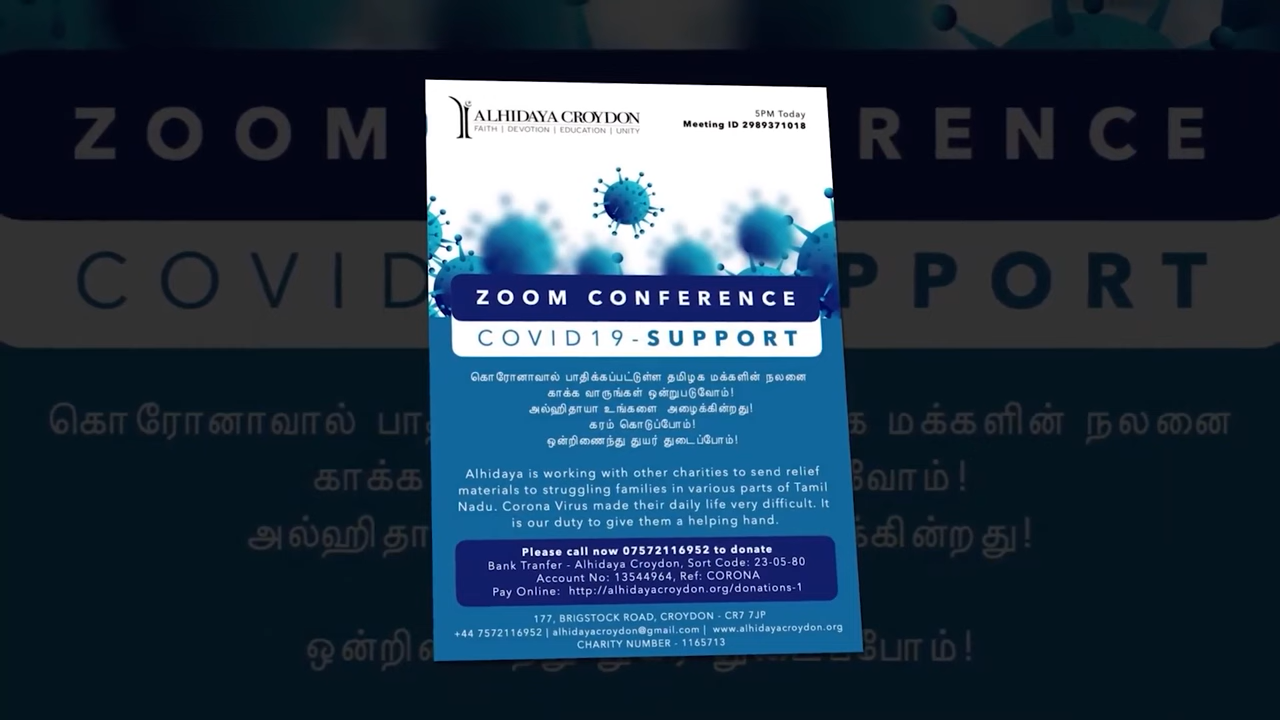 ALHIDAYA CROYDON
FAITH | DEVOTION | EDUCATION | UNITY
5PM Today
Meeting ID 2989371018
ZOOM CONFERENCE
COVID19-SUPPORT
கொரோனாவால் பாதிக்கப்பட்டுள்ள தமிழக மக்களின் நலனை
காக்க வாருங்கள் ஒன்றுபடுவோம்!
அல்ஹிதாயா உங்களை அழைக்கின்றது!
கரம் கொடுப்போம்!
ஒன்றிணைந்து துயர் துடைப்போம்!
Alhidaya is working with other charities to send relief
materials to struggling families in various parts of Tamil
Nadu. Corona Virus made their daily life very difficult. It
is our duty to give them a helping hand.
Please call now 07572116952 to donate
Bank Tranfer - Alhidaya Croydon, Sort Code: 23-05-80
Account No: 13544964, Ref: CORONA
Pay Online: http://alhidayacroydon.org/donations-1
177, BRIGSTOCK ROAD, CROYDON - CR7 7JP
+44 7572116952 | alhidayacroydon@gmail.com | www.alhidayacroydon.org
CHARITY NUMBER - 1165713